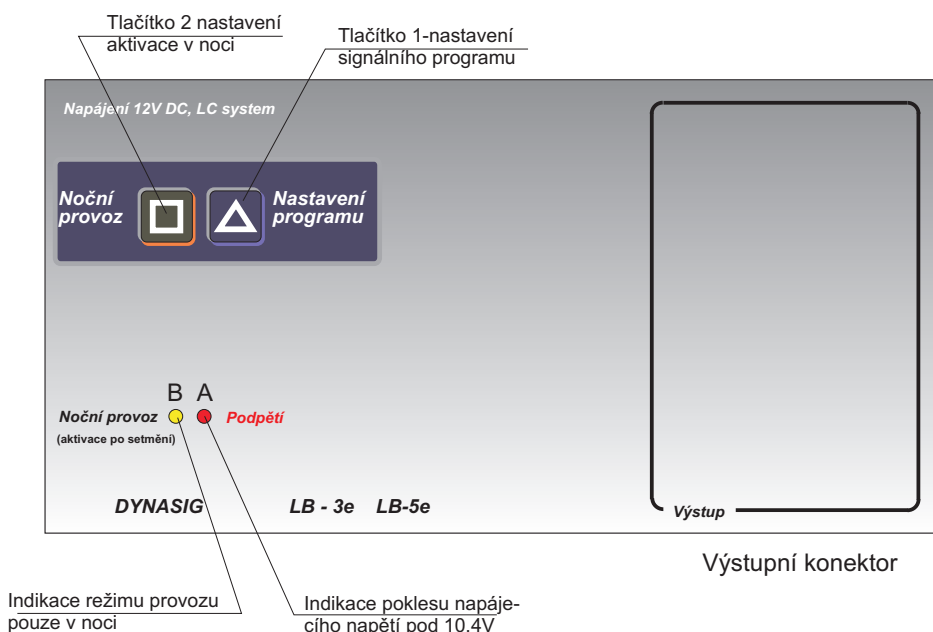 Tlačítko 2 nastavení
aktivace v noci
Tlačítko 1-nastavení
signálního programu
Napájení 12V DC, LC system
Noční
provoz
Nastavení
programu
B A
Noční provoz
(aktivace po setmění)
Podpětí
DYNASIG LB - 3e LB-5e
Výstup
Výstupní konektor
Indikace režimu provozu
pouze v noci
Indikace poklesu napáje-
cího napětí pod 10,4V